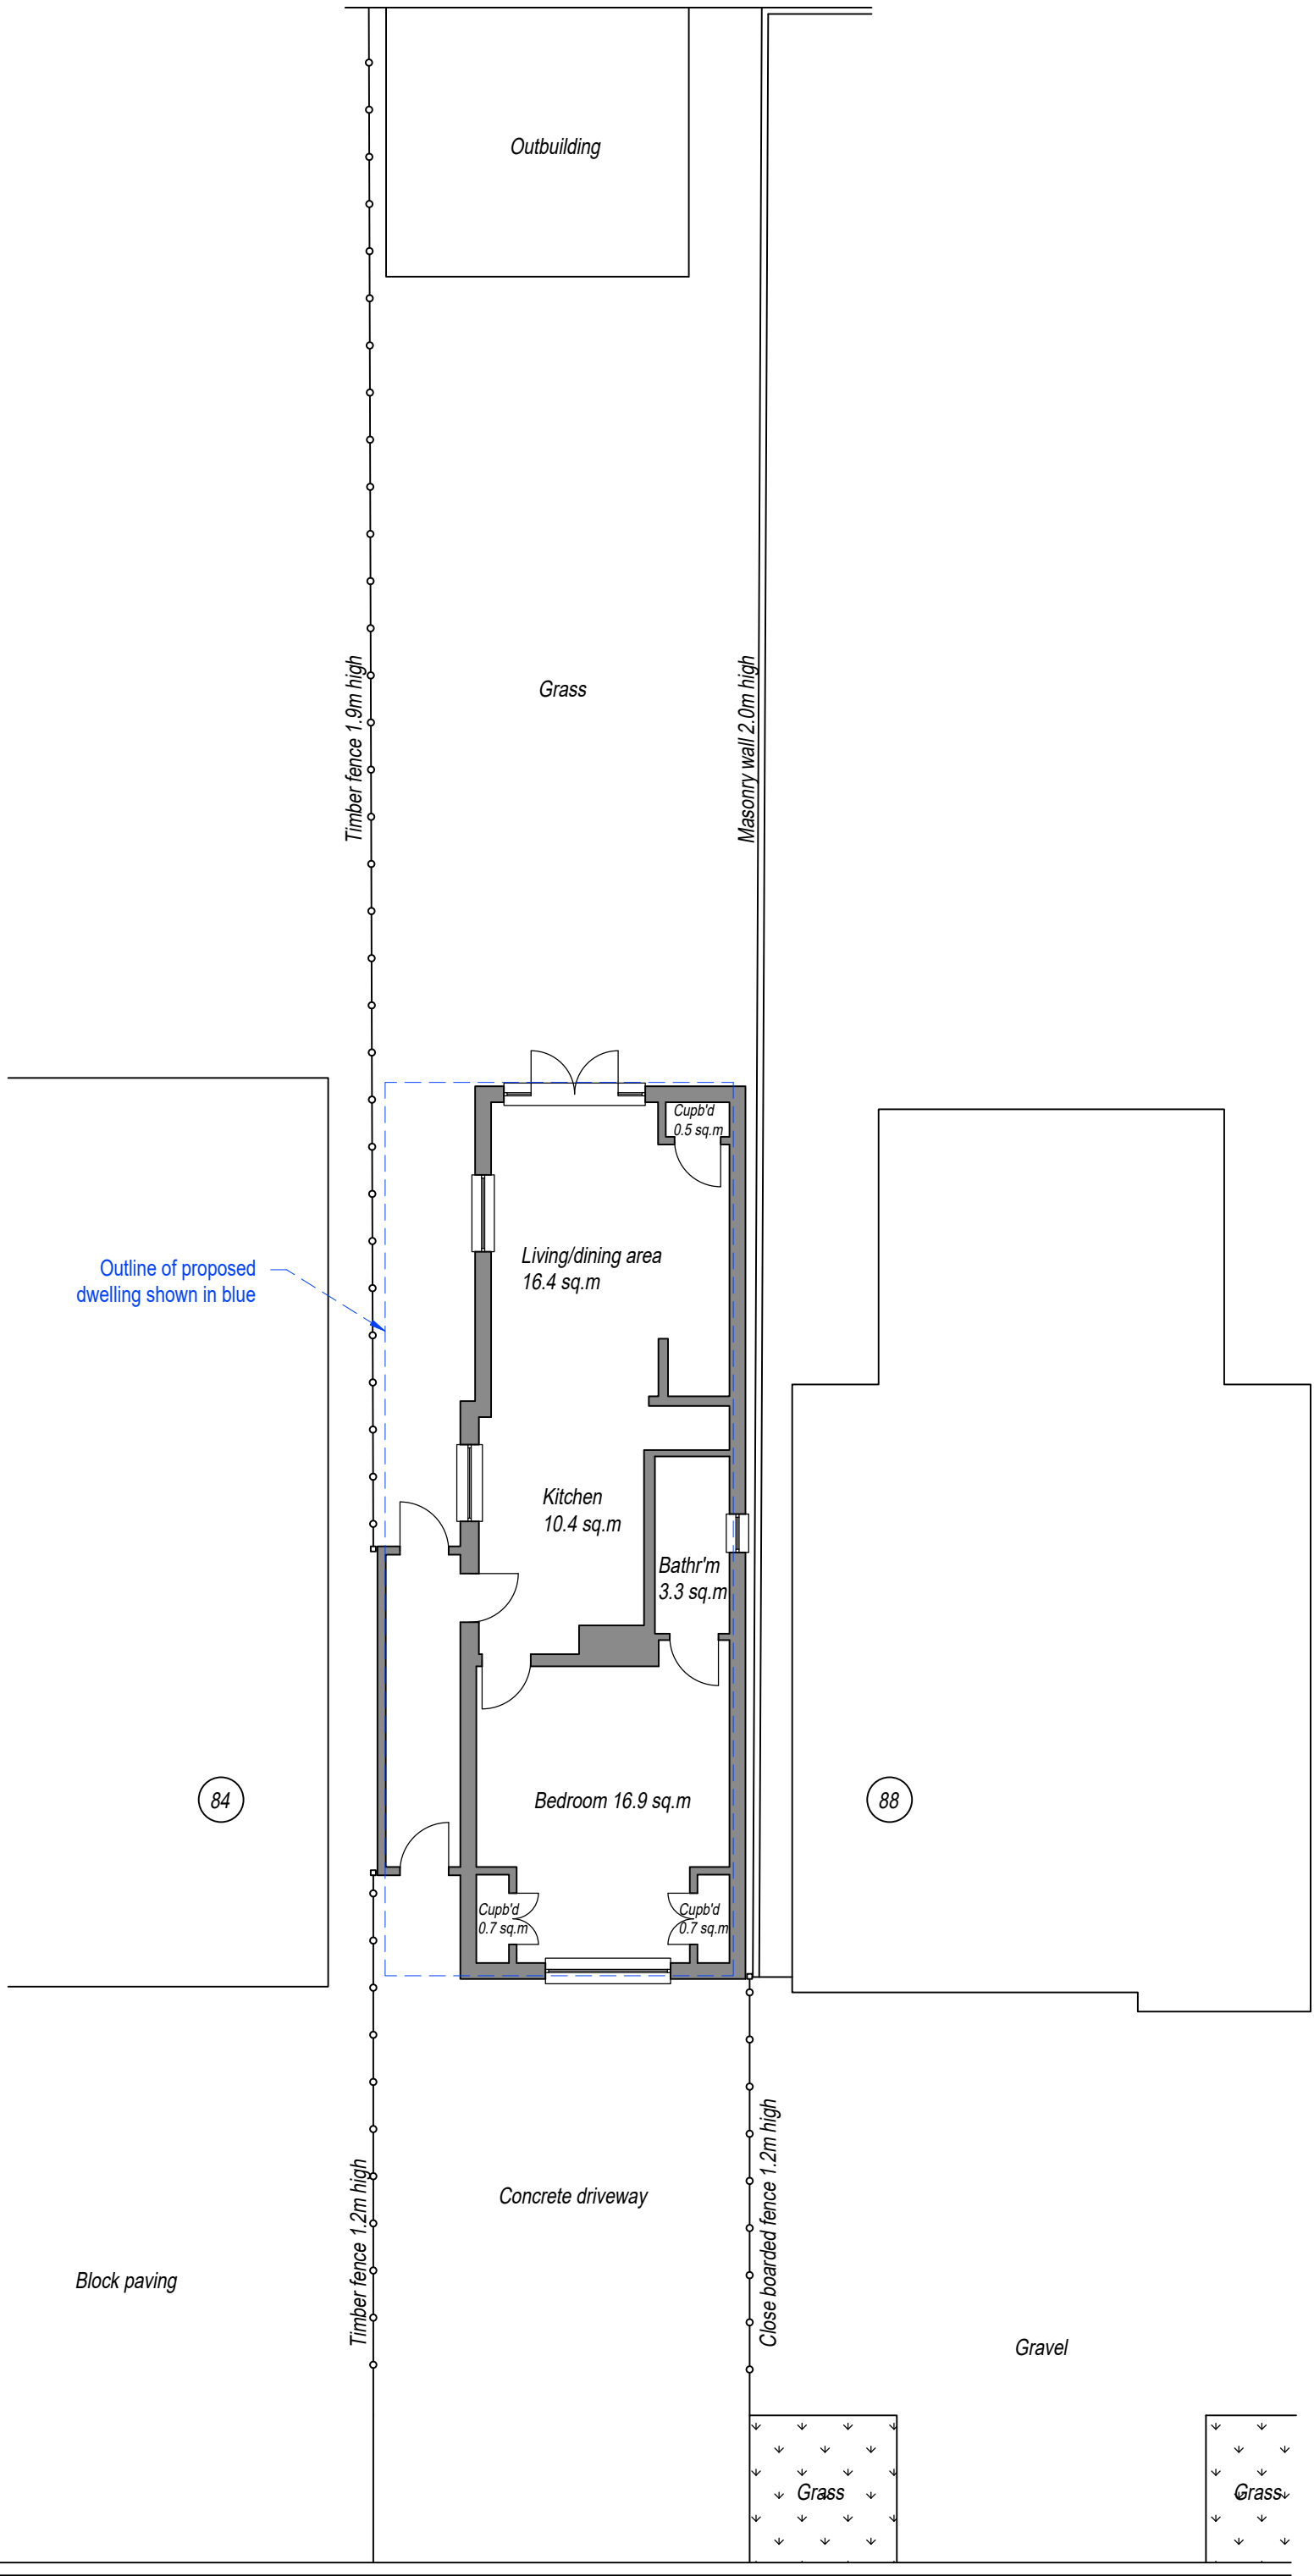 Outbuilding
Timber fence 1.9m high
Grass
Masonry wall 2.0m high
Cupb'd
0.5 sq.m
Outline of proposed
dwelling shown in blue
Living/dining area
16.4 sq.m
Kitchen
10.4 sq.m
Bathr'm
3.3 sq.m
84
Bedroom 16.9 sq.m
88
Cupb'd
0.7 sq.m
Cupb'd
0.7 sq.m
Timber fence 1.2m high
Concrete driveway
Close boarded fence 1.2m high
Block paving
Gravel
Grass
Grass